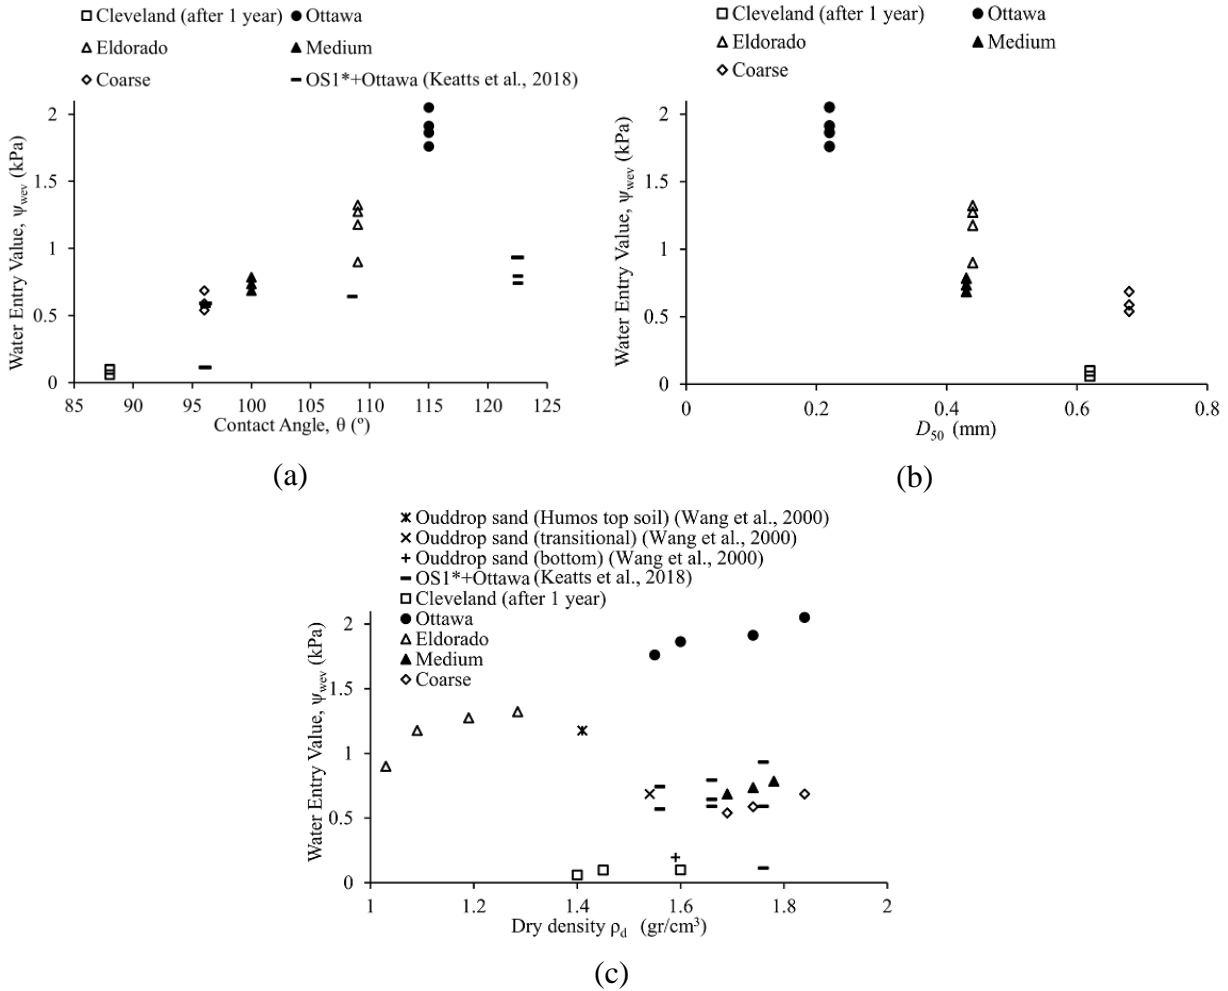 Cleveland (after 1 year) Ottawa
Eldorado Medium
Coarse OS1*+Ottawa (Keatts et al., 2018)
Water Entry Value, ψwev (kPa)
2
1.5
1
0.5
0
85 90 95 100 105 110 115 120 125
Contact Angle, θ (º)
(a)
Cleveland (after 1 year) Ottawa
Eldorado Medium
Coarse
Water Entry Value, ψwev (kPa)
2
1.5
1
0.5
0
0 0.2 0.4 0.6 0.8
D50 (mm)
(b)
Ouddrop sand (Humos top soil) (Wang et al., 2000)
Ouddrop sand (transitional) (Wang et al., 2000)
Ouddrop sand (bottom) (Wang et al., 2000)
OS1*+Ottawa (Keatts et al., 2018)
Cleveland (after 1 year)
Ottawa
Eldorado
Medium
Coarse
Water Entry Value, ψwev (kPa)
2
1.5
1
0.5
0
1 1.2 1.4 1.6 1.8 2
Dry density ρd (gr/cm³)
(c)